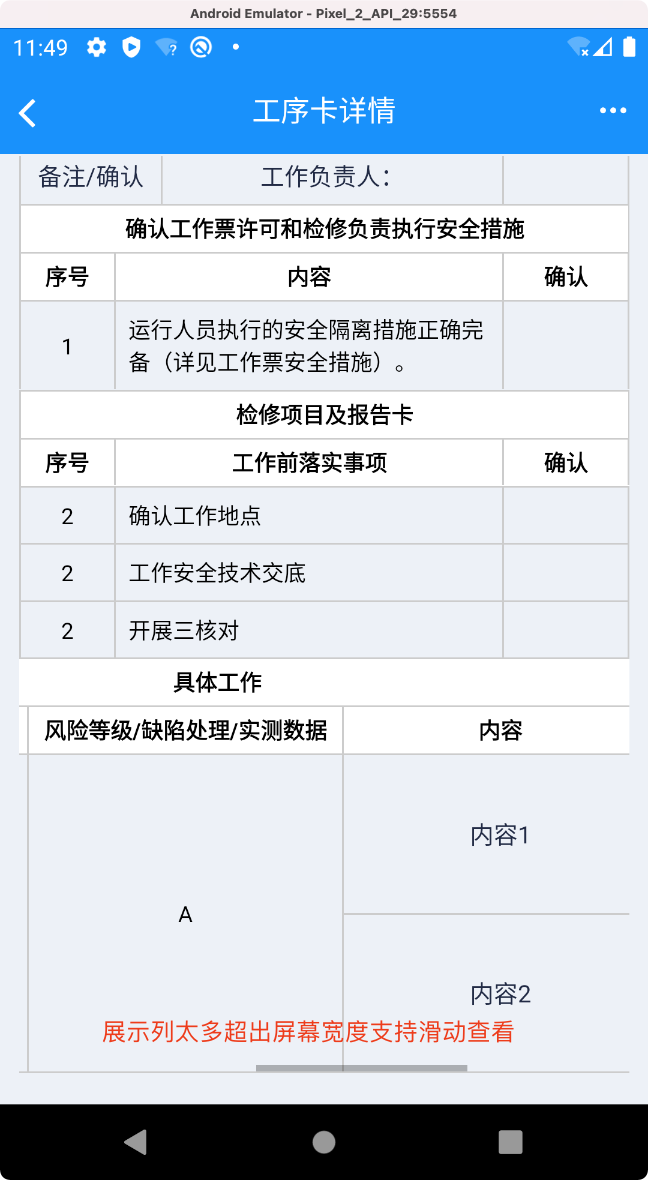 Android Emulator - Pixel_2_API_29:5554
11:49
工序卡详情
备注/确认 工作负责人：
确认工作票许可和检修负责执行安全措施
序号 内容 确认
1 运行人员执行的安全隔离措施正确完
备（详见工作票安全措施）。
检修项目及报告卡
序号 工作前落实事项 确认
2 确认工作地点
2 工作安全技术交底
2 开展三核对
具体工作
风险等级/缺陷处理/实测数据 内容
内容1
A
内容2
展示列太多超出屏幕宽度支持滑动查看